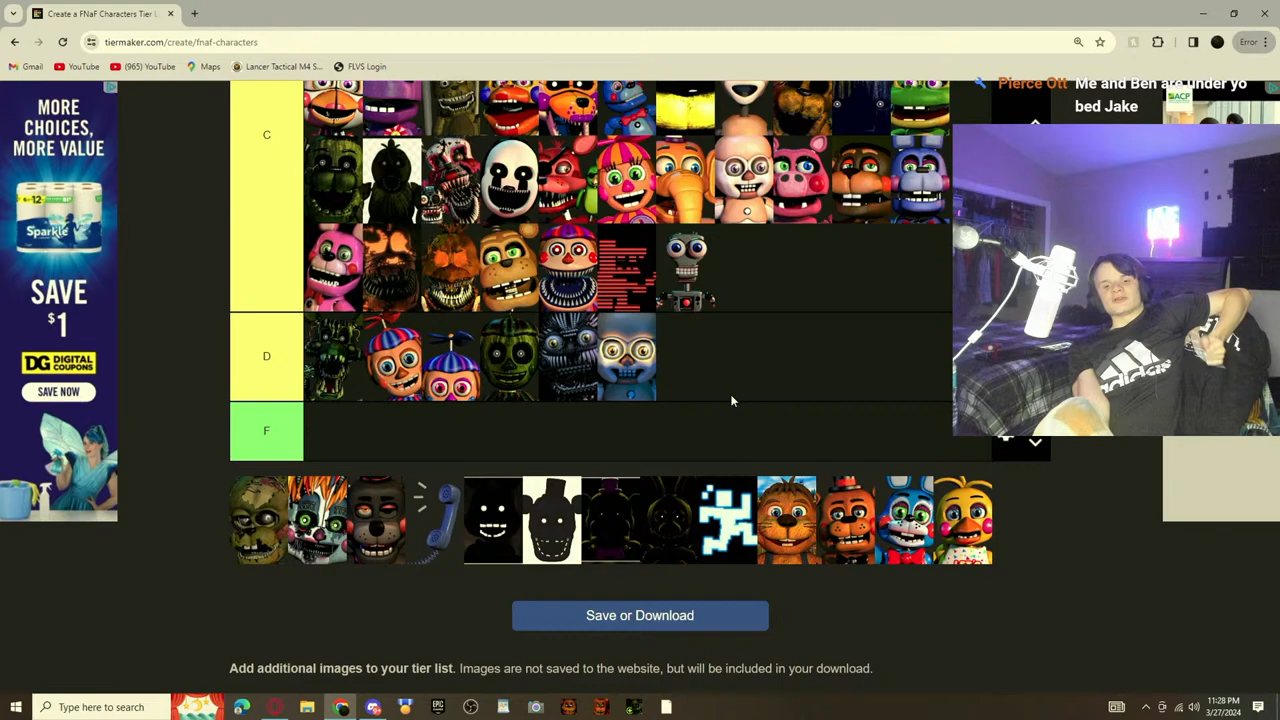 Create a FNaF Characters Tier L
tiermaker.com/create/fnaf-characters
Error
Gmail
YouTube
(965) YouTube
Maps
Lancer Tactical M4 S...
FLVS Login
MORE
CHOICES,
MORE VALUE
12
Sparkle
SAVE
$1
DG DIGITAL
COUPONS
SAVE NOW
Pierce Ott Me and Ben are under yo
bed Jake
ACP
adidas
C
D
F
Save or Download
Add additional images to your tier list. Images are not saved to the website, but will be included in your download.
Type here to search
EPIC
11:28 PM
3/27/2024